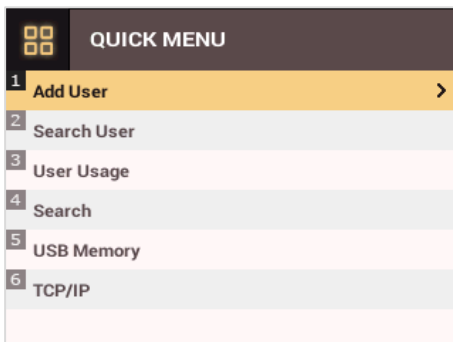 QUICK MENU
1 Add User
2 Search User
3 User Usage
4 Search
5 USB Memory
6 TCP/IP